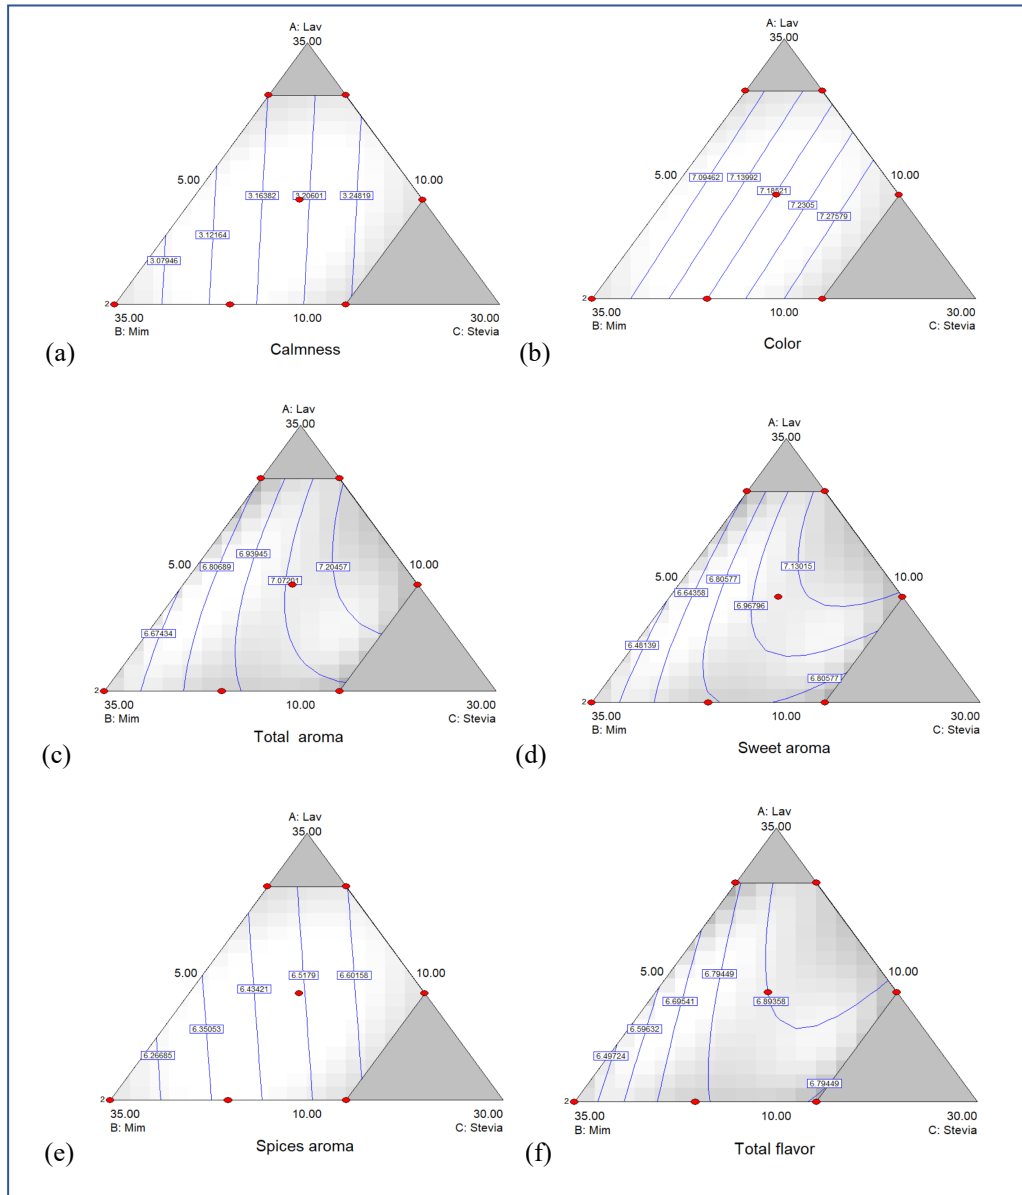 A: Lav
35.00
5.00
10.00
3.16382
3.20601
3.24819
3.12164
3.07946
2
35.00
10.00
30.00
B: Mim
C: Stevia
(a)
Calmness
A: Lav
35.00
5.00
10.00
7.09462
7.13992
7.18521
7.2305
7.27579
2
35.00
10.00
30.00
B: Mim
C: Stevia
(b)
Color
A: Lav
35.00
5.00
10.00
6.93945
6.80689
7.07201
7.20457
6.67434
2
35.00
10.00
30.00
B: Mim
C: Stevia
(c)
Total aroma
A: Lav
35.00
5.00
10.00
7.13015
6.80577
6.64358
6.96796
6.48139
6.80577
2
35.00
10.00
30.00
B: Mim
C: Stevia
(d)
Sweet aroma
A: Lav
35.00
5.00
10.00
6.5179
6.60158
6.43421
6.35053
6.26685
2
35.00
10.00
30.00
B: Mim
C: Stevia
(e)
Spices aroma
A: Lav
35.00
5.00
10.00
6.79449
6.89358
6.69541
6.59632
6.49724
6.79449
2
35.00
10.00
30.00
B: Mim
C: Stevia
(f)
Total flavor